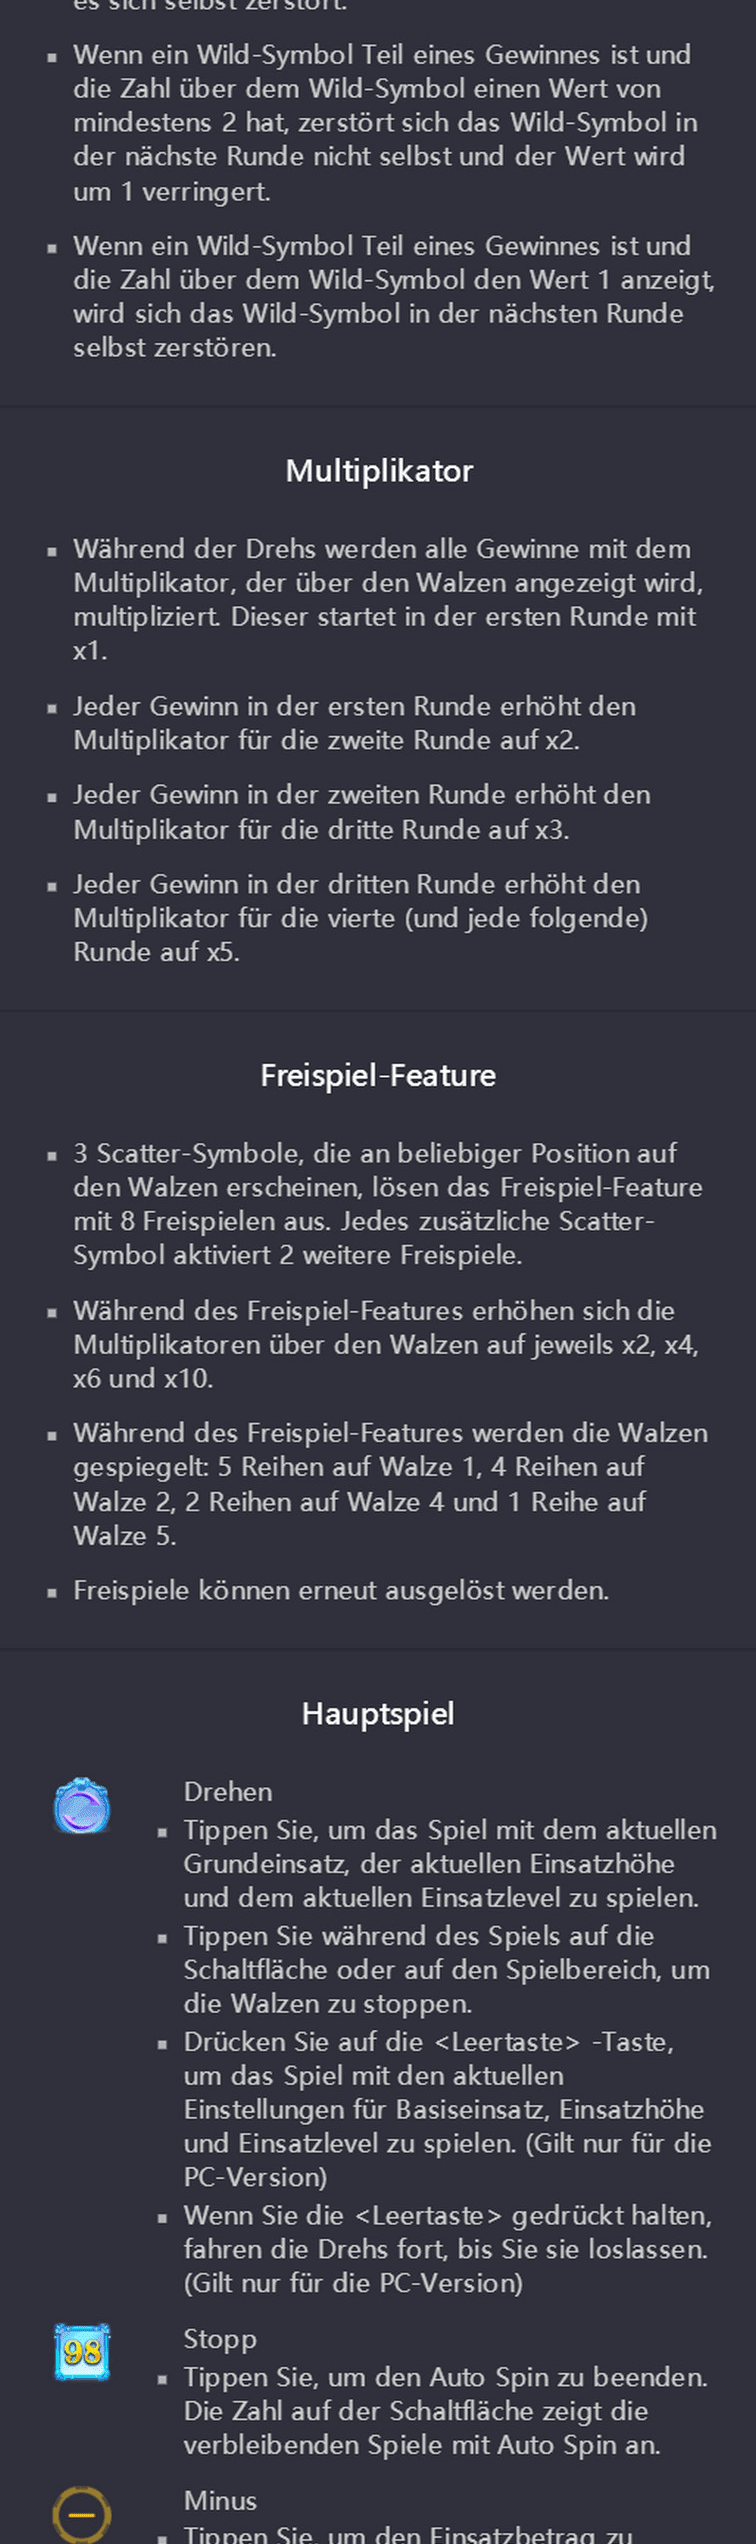 es sich selbst zerstört.
▪ Wenn ein Wild-Symbol Teil eines Gewinnes ist und
die Zahl über dem Wild-Symbol einen Wert von
mindestens 2 hat, zerstört sich das Wild-Symbol in
der nächste Runde nicht selbst und der Wert wird
um 1 verringert.
▪ Wenn ein Wild-Symbol Teil eines Gewinnes ist und
die Zahl über dem Wild-Symbol den Wert 1 anzeigt,
wird sich das Wild-Symbol in der nächsten Runde
selbst zerstören.
Multiplikator
▪ Während der Drehs werden alle Gewinne mit dem
Multiplikator, der über den Walzen angezeigt wird,
multipliziert. Dieser startet in der ersten Runde mit
x1.
▪ Jeder Gewinn in der ersten Runde erhöht den
Multiplikator für die zweite Runde auf x2.
▪ Jeder Gewinn in der zweiten Runde erhöht den
Multiplikator für die dritte Runde auf x3.
▪ Jeder Gewinn in der dritten Runde erhöht den
Multiplikator für die vierte (und jede folgende)
Runde auf x5.
Freispiel-Feature
▪ 3 Scatter-Symbole, die an beliebiger Position auf
den Walzen erscheinen, lösen das Freispiel-Feature
mit 8 Freispielen aus. Jedes zusätzliche Scatter-
Symbol aktiviert 2 weitere Freispiele.
▪ Während des Freispiel-Features erhöhen sich die
Multiplikatoren über den Walzen auf jeweils x2, x4,
x6 und x10.
▪ Während des Freispiel-Features werden die Walzen
gespiegelt: 5 Reihen auf Walze 1, 4 Reihen auf
Walze 2, 2 Reihen auf Walze 4 und 1 Reihe auf
Walze 5.
▪ Freispiele können erneut ausgelöst werden.
Hauptspiel
Drehen
▪ Tippen Sie, um das Spiel mit dem aktuellen
Grundeinsatz, der aktuellen Einsatzhöhe
und dem aktuellen Einsatzlevel zu spielen.
▪ Tippen Sie während des Spiels auf die
Schaltfläche oder auf den Spielbereich, um
die Walzen zu stoppen.
▪ Drücken Sie auf die <Leertaste> -Taste,
um das Spiel mit den aktuellen
Einstellungen für Basiseinsatz, Einsatzhöhe
und Einsatzlevel zu spielen. (Gilt nur für die
PC-Version)
▪ Wenn Sie die <Leertaste> gedrückt halten,
fahren die Drehs fort, bis Sie sie loslassen.
(Gilt nur für die PC-Version)
98
Stopp
▪ Tippen Sie, um den Auto Spin zu beenden.
Die Zahl auf der Schaltfläche zeigt die
verbleibenden Spiele mit Auto Spin an.
Minus
▪ Tippen Sie, um den Einsatzbetrag zu